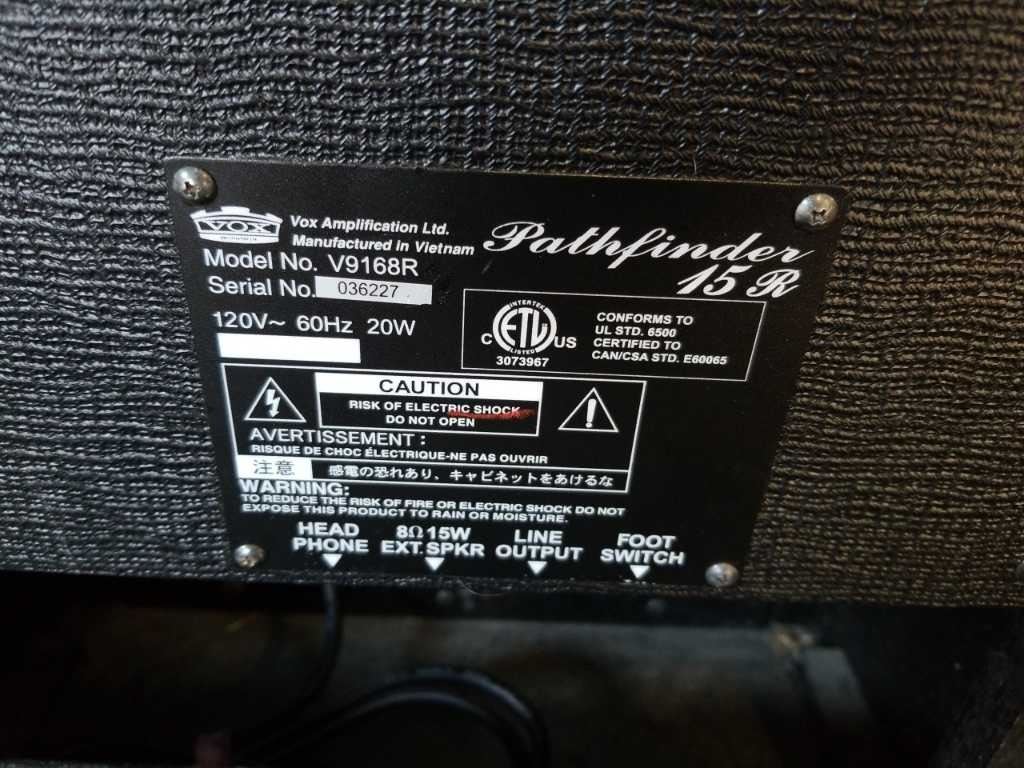 VOX
Vox Amplification Ltd.
Manufactured in Vietnam
Pathfinder
15 R
Model No. V9168R
Serial No. 036227
120V~ 60Hz 20W
INTERTEK
C ETL US
LISTED
3073967
CONFORMS TO
UL STD. 6500
CERTIFIED TO
CAN/CSA STD. E60065
CAUTION
RISK OF ELECTRIC SHOCK
DO NOT OPEN
AVERTISSEMENT :
RISQUE DE CHOC ÉLECTRIQUE-NE PAS OUVRIR
注意 感電の恐れあり、キャビネットをあけるな
WARNING:
TO REDUCE THE RISK OF FIRE OR ELECTRIC SHOCK DO NOT
EXPOSE THIS PRODUCT TO RAIN OR MOISTURE.
HEAD PHONE
8Ω 15W EXT. SPKR
LINE OUTPUT
FOOT SWITCH